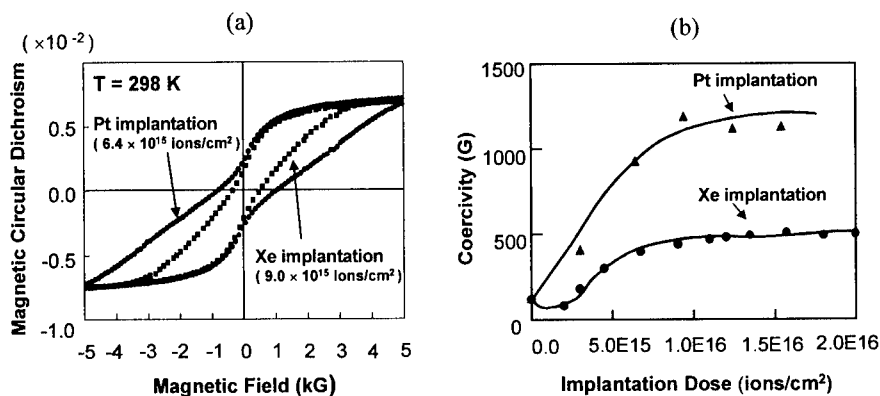 (a)
(×10⁻²)
T = 298 K
Pt implantation
( 6.4 × 10¹⁵ ions/cm²)
Xe implantation
( 9.0 × 10¹⁵ Ions/cm²)
0.5
0.0
-0.5
-1.0
-5 -4 -3 -2 -1 0 1 2 3 4 5
Magnetic Circular Dichroism
Magnetic Field (kG)
(b)
Pt implantation
Xe implantation
1500
1000
500
0
0.0 5.0E15 1.0E16 1.5E16 2.0E16
Coercivity (G)
Implantation Dose (ions/cm²)